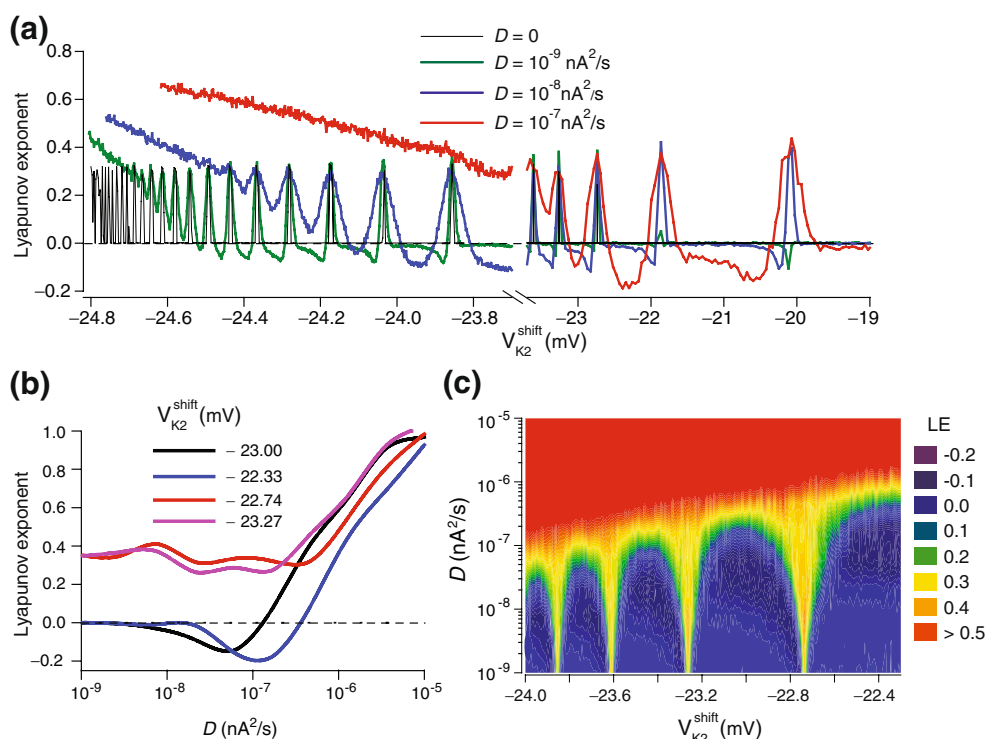 (a)
D = 0
D = 10⁻⁹ nA²/s
D = 10⁻⁸nA²/s
D = 10⁻⁷nA²/s
Lyapunov exponent
0.8
0.6
0.4
0.2
0.0
−0.2
−24.8 −24.6 −24.4 −24.2 −24.0 −23.8 −23 −22 −21 −20 −19
V_K2^shift (mV)
(b)
V_K2^shift (mV)
− 23.00
− 22.33
− 22.74
− 23.27
Lyapunov exponent
1.0
0.8
0.6
0.4
0.2
0.0
−0.2
10⁻⁹ 10⁻⁸ 10⁻⁷ 10⁻⁶ 10⁻⁵
D (nA²/s)
(c)
D (nA²/s)
10⁻⁵
10⁻⁶
10⁻⁷
10⁻⁸
10⁻⁹
−24.0 −23.6 −23.2 −22.8 −22.4
V_K2^shift (mV)
LE
-0.2
-0.1
0.0
0.1
0.2
0.3
0.4
> 0.5